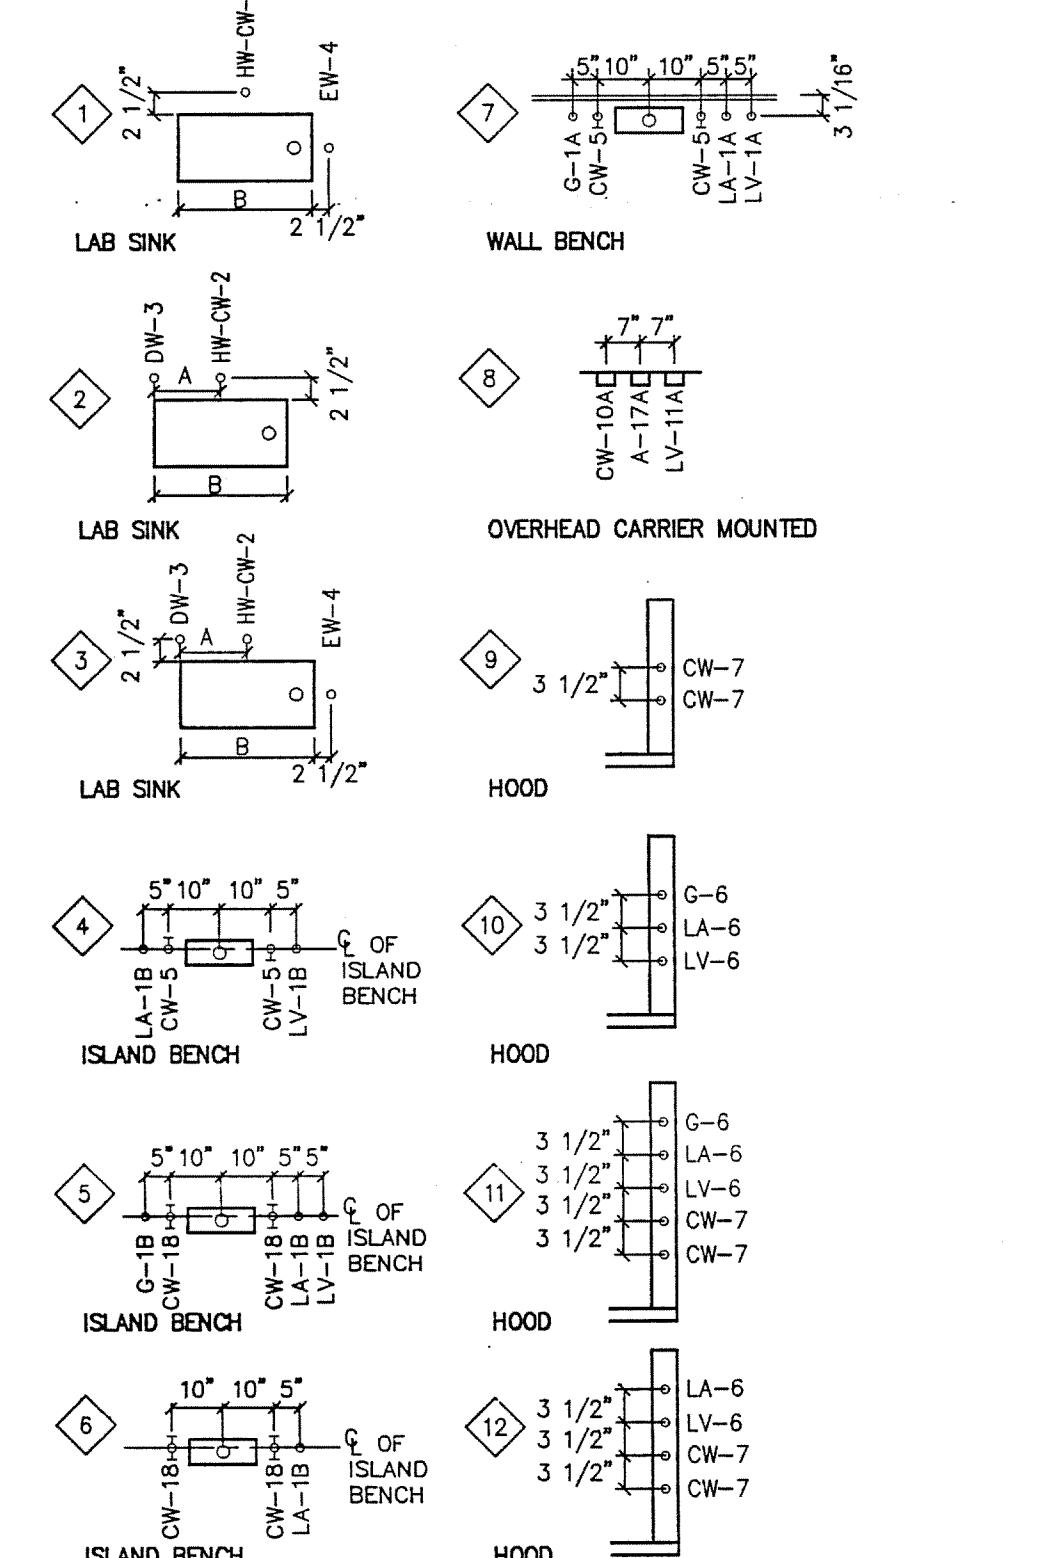 1
2 1/2"
HW-CW-
EW-4
B
2 1/2"
LAB SINK
2
DW-3
HW-CW-2
A
2 1/2"
B
LAB SINK
3
2 1/2"
DW-3
HW-CW-2
A
EW-4
B
2 1/2"
LAB SINK
4
5" 10" 10" 5"
LA-1B
CW-5
CW-5
LV-1B
℄ OF
ISLAND
BENCH
ISLAND BENCH
5
5" 10" 10" 5" 5"
G-1B
CW-18
CW-18
LA-1B
LV-1B
℄ OF
ISLAND
BENCH
ISLAND BENCH
6
10" 10" 5"
CW-18
CW-18
LA-1B
℄ OF
ISLAND
BENCH
ISLAND BENCH
7
5" 10" 10" 5" 5"
3 1/16"
G-1A
CW-5
CW-5
LA-1A
LV-1A
WALL BENCH
8
7" 7"
CW-10A
A-17A
LV-11A
OVERHEAD CARRIER MOUNTED
9
3 1/2"
CW-7
CW-7
HOOD
10
3 1/2"
3 1/2"
G-6
LA-6
LV-6
HOOD
11
3 1/2"
3 1/2"
3 1/2"
3 1/2"
G-6
LA-6
LV-6
CW-7
CW-7
HOOD
12
3 1/2"
3 1/2"
3 1/2"
LA-6
LV-6
CW-7
CW-7
HOOD